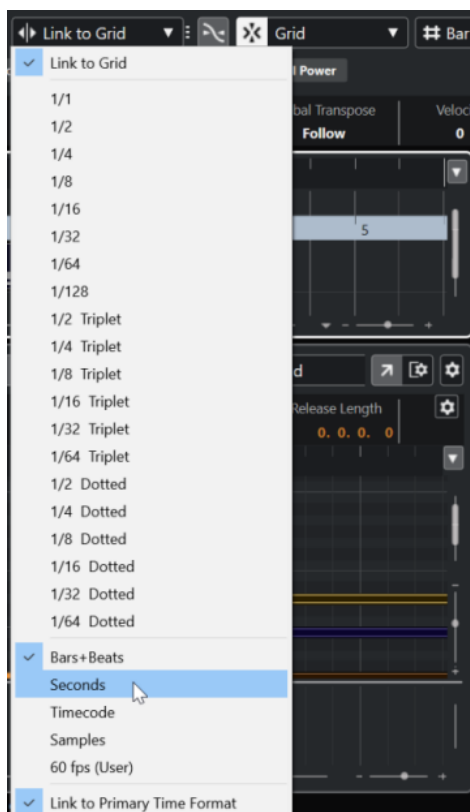 Link to Grid
Grid
Bar
Link to Grid
Power
1/1
bal Transpose
Veloc
1/2
Follow
0
1/4
1/8
1/16
5
1/32
1/64
1/128
1/2 Triplet
1/4 Triplet
d
1/8 Triplet
1/16 Triplet
Release Length
1/32 Triplet
0. 0. 0. 0
1/64 Triplet
1/2 Dotted
1/4 Dotted
1/8 Dotted
1/16 Dotted
1/32 Dotted
1/64 Dotted
Bars+Beats
Seconds
Timecode
Samples
60 fps (User)
Link to Primary Time Format